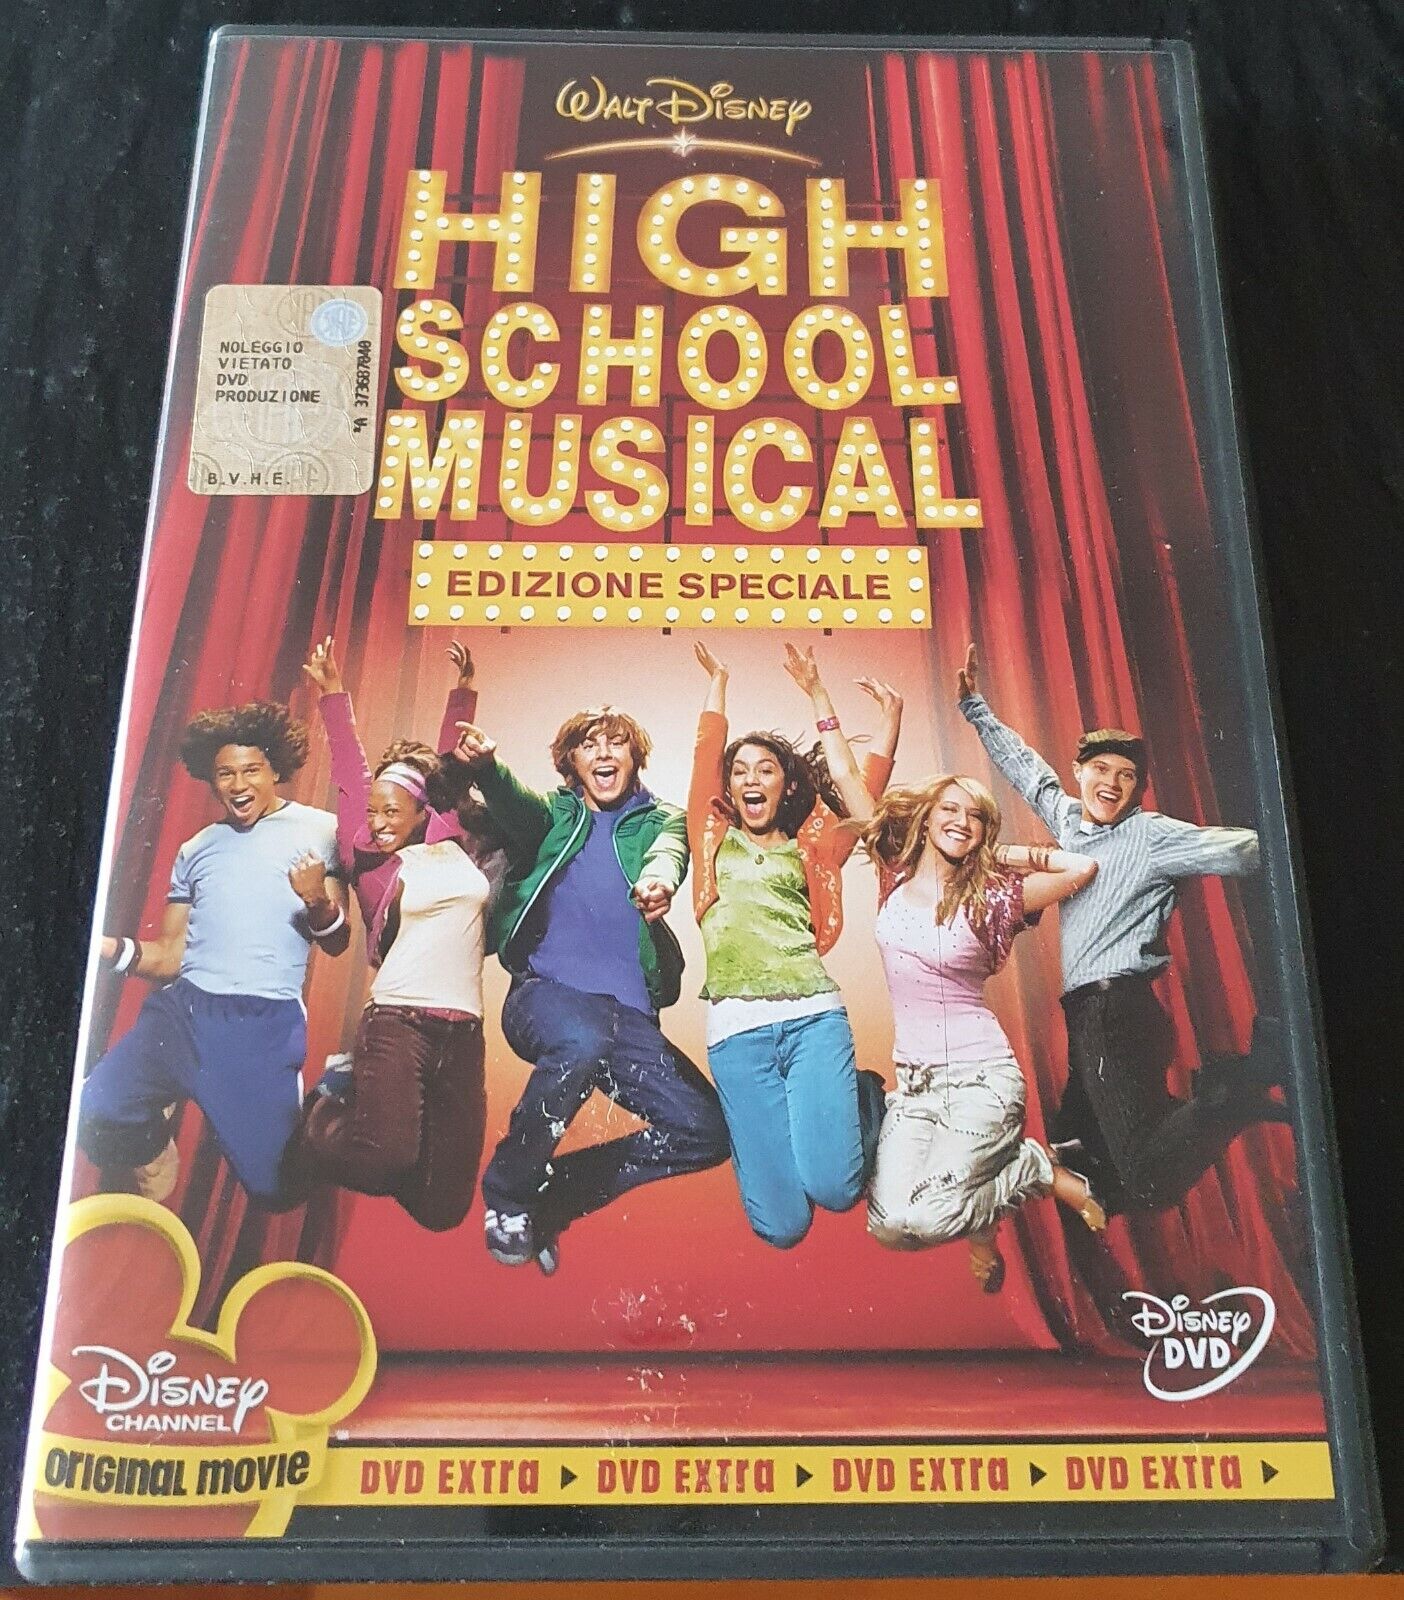 WALT DISNEY
HIGH
SCHOOL
MUSICAL
EDIZIONE SPECIALE
NOLEGGIO
VIETATO
DVD
PRODUZIONE
B.V.H.E.
*A 373687040
DISNEY
DVD
DISNEY
CHANNEL
ORIGINAL MOVIE
DVD EXTRA ▶ DVD EXTRA ▶ DVD EXTRA ▶ DVD EXTRA ▶